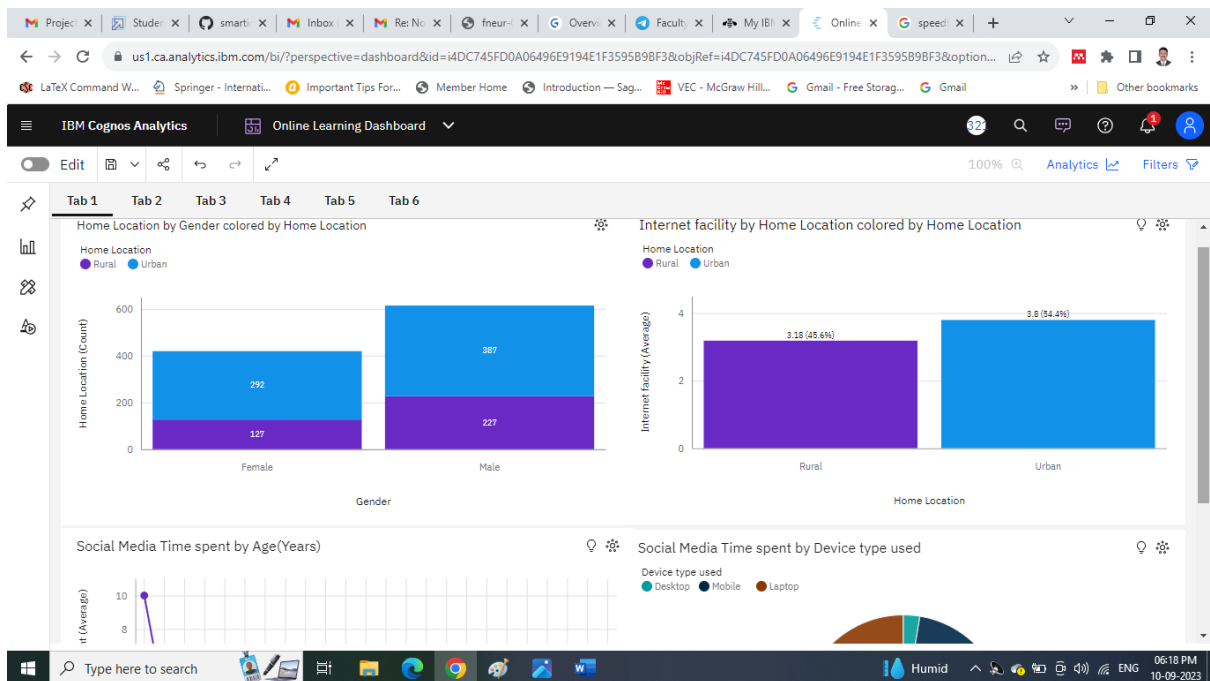 Project
Studer
smarti
Inbox
Re: No
fneur-
Overvi
Faculty
My IBM
Online
speedt
us1.ca.analytics.ibm.com/bi/?perspective=dashboard&id=i4DC745FD0A06496E9194E1F3595B9BF3&objRef=i4DC745FD0A06496E9194E1F3595B9BF3&option...
LaTeX Command W...
Springer - Internati...
Important Tips For...
Member Home
Introduction — Sag...
VEC - McGraw Hill...
Gmail - Free Storag...
Gmail
»
Other bookmarks
IBM Cognos Analytics
Online Learning Dashboard
321
1
Edit
100%
Analytics
Filters
Tab 1 Tab 2 Tab 3 Tab 4 Tab 5 Tab 6
Home Location by Gender colored by Home Location
Home Location
Rural Urban
Home Location (Count)
600
400
200
0
292
127
387
227
Female Male
Gender
Internet facility by Home Location colored by Home Location
Home Location
Rural Urban
Internet facility (Average)
4
2
0
3.18 (45.6%)
3.8 (54.4%)
Rural Urban
Home Location
Social Media Time spent by Age(Years)
10
8
t (Average)
Social Media Time spent by Device type used
Device type used
Desktop Mobile Laptop
Type here to search
Humid
ENG
06:18 PM
10-09-2023